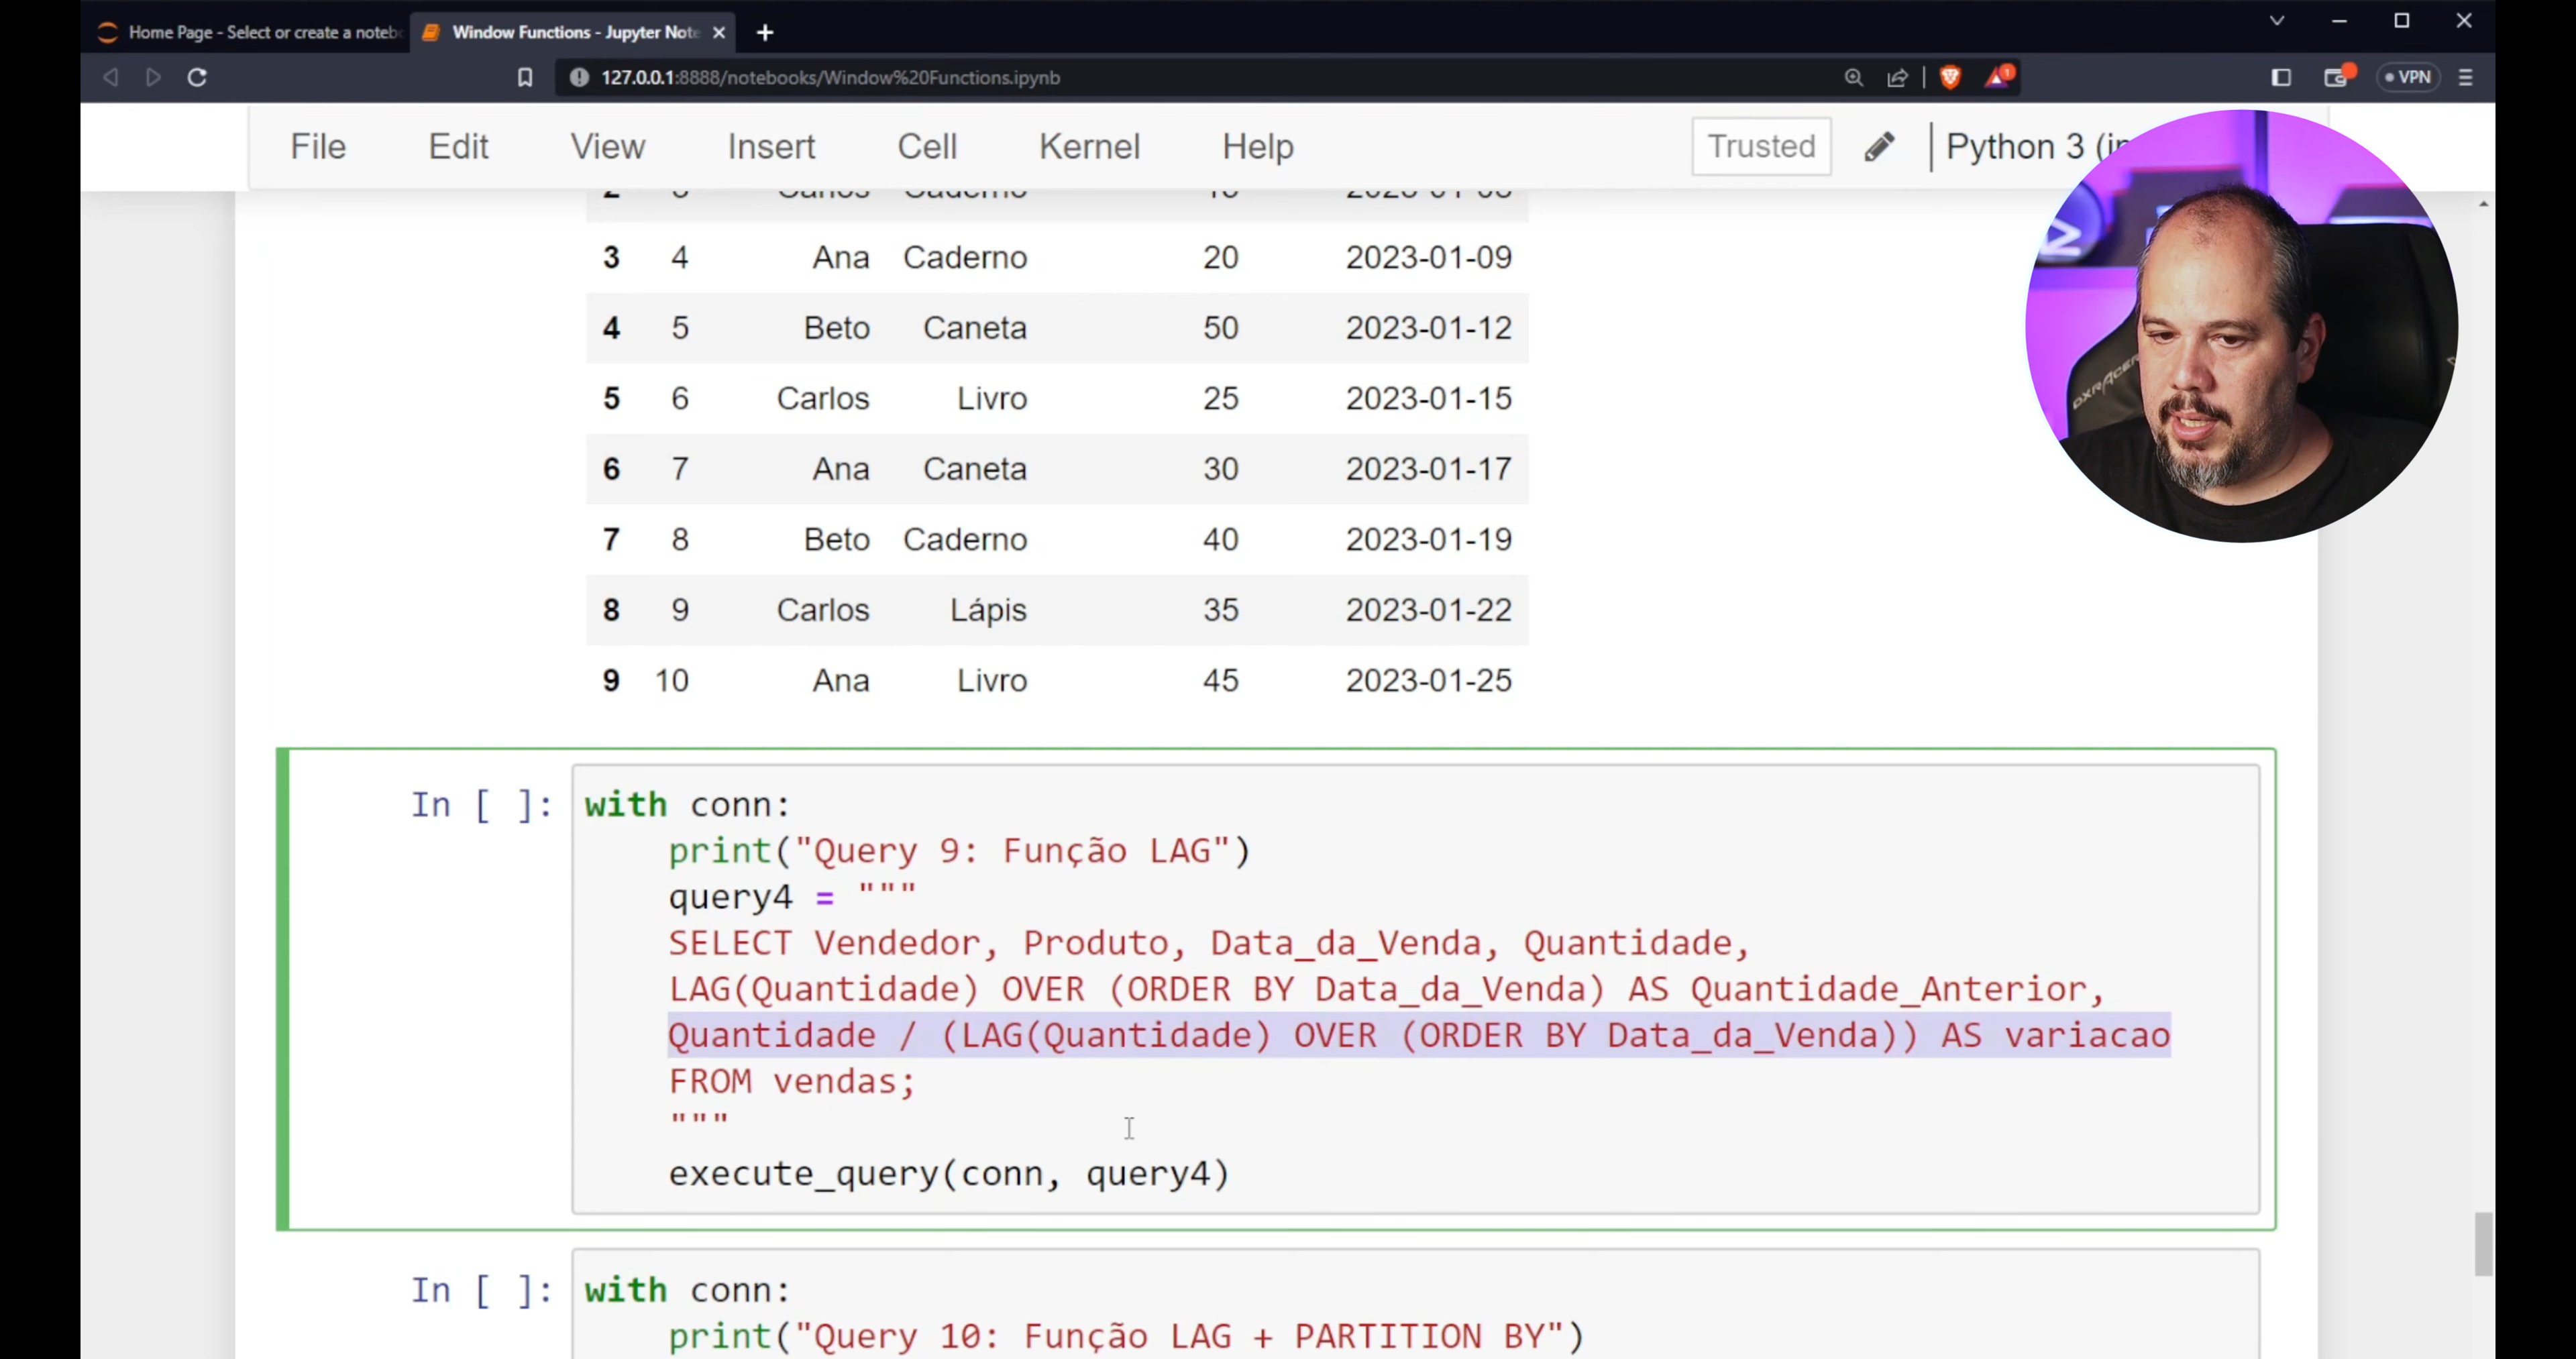 Home Page - Select or create a noteb
Window Functions - Jupyter Note
127.0.0.1:8888/notebooks/Window%20Functions.ipynb
1
VPN
File Edit View Insert Cell Kernel Help
Trusted
Python 3 (i
3 4 Ana Caderno 20 2023-01-09
4 5 Beto Caneta 50 2023-01-12
5 6 Carlos Livro 25 2023-01-15
6 7 Ana Caneta 30 2023-01-17
7 8 Beto Caderno 40 2023-01-19
8 9 Carlos Lápis 35 2023-01-22
9 10 Ana Livro 45 2023-01-25
DXRACER
In [ ]: with conn:
print("Query 9: Função LAG")
query4 = """
SELECT Vendedor, Produto, Data_da_Venda, Quantidade,
LAG(Quantidade) OVER (ORDER BY Data_da_Venda) AS Quantidade_Anterior,
Quantidade / (LAG(Quantidade) OVER (ORDER BY Data_da_Venda)) AS variacao
FROM vendas;
"""
execute_query(conn, query4)
In [ ]: with conn:
print("Query 10: Função LAG + PARTITION BY")